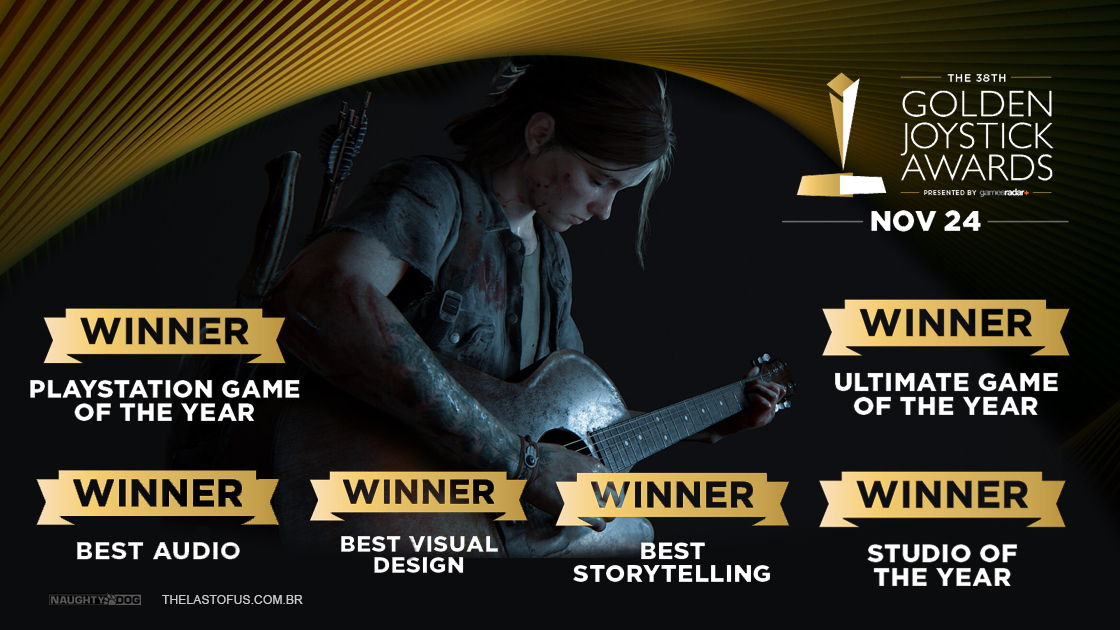 THE 38TH
GOLDEN
JOYSTICK
AWARDS
PRESENTED BY gamesradar+
NOV 24
WINNER
PLAYSTATION GAME
OF THE YEAR
WINNER
ULTIMATE GAME
OF THE YEAR
WINNER
BEST AUDIO
WINNER
BEST VISUAL
DESIGN
WINNER
BEST
STORYTELLING
WINNER
STUDIO OF
THE YEAR
NAUGHTY DOG
THELASTOFUS.COM.BR